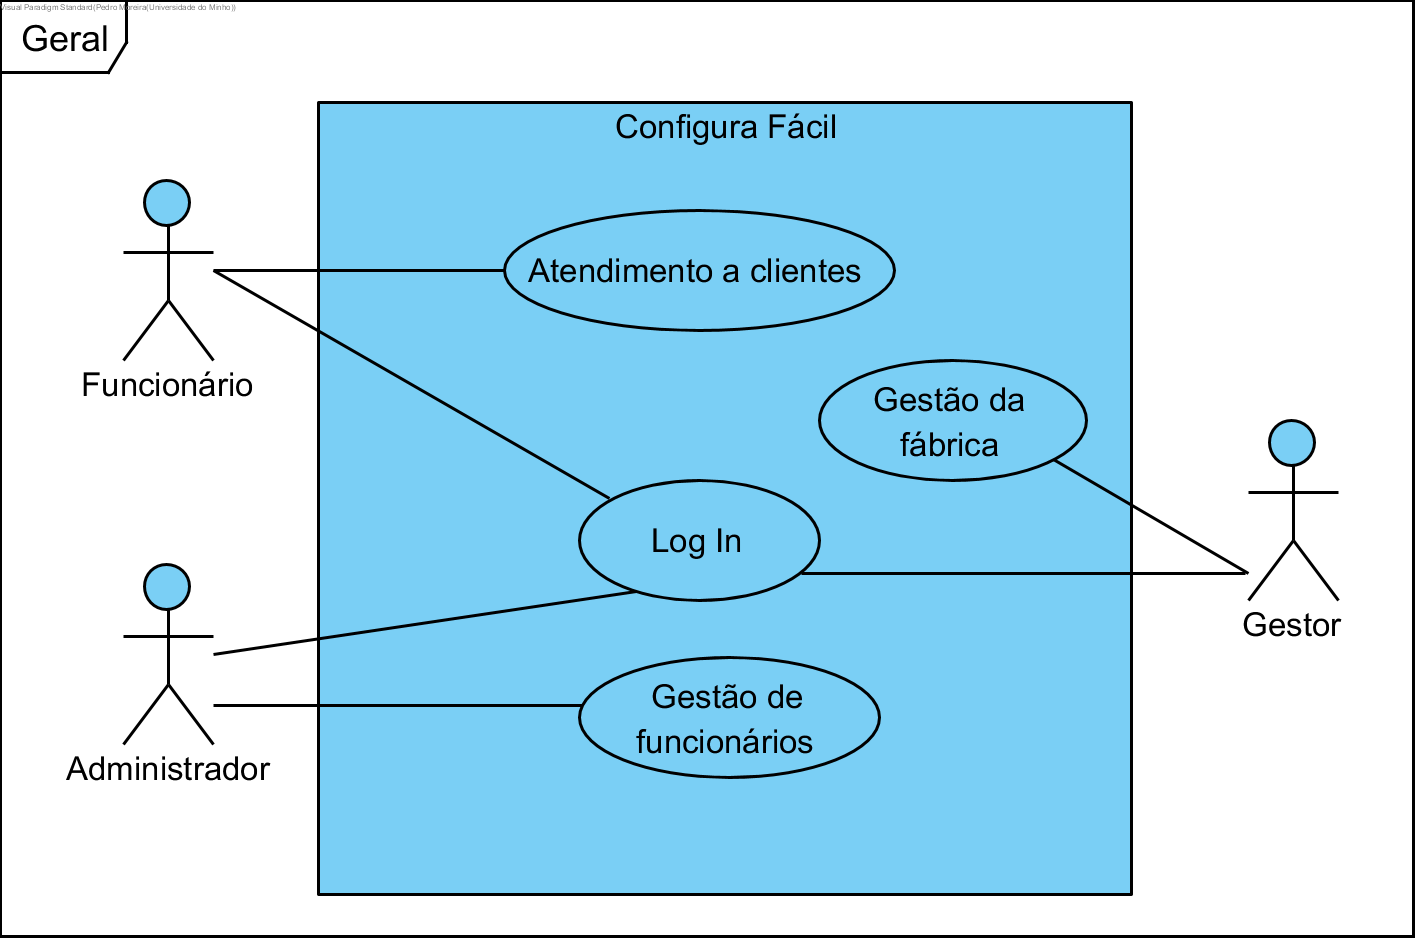 Visual Paradigm Standard(Pedro Moreira(Universidade do Minho))
Geral
Configura Fácil
Atendimento a clientes
Funcionário
Gestão da
fábrica
Log In
Gestor
Gestão de
funcionários
Administrador